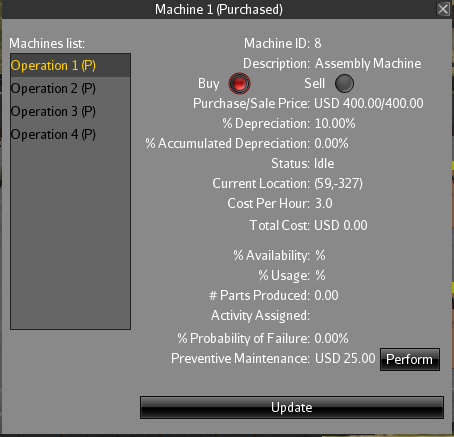 Machine 1 (Purchased)
Machines list:
Operation 1 (P)
Operation 2 (P)
Operation 3 (P)
Operation 4 (P)
Machine ID: 8
Description: Assembly Machine
Buy Sell
Purchase/Sale Price: USD 400.00/400.00
% Depreciation: 10.00%
% Accumulated Depreciation: 0.00%
Status: Idle
Current Location: (59,-327)
Cost Per Hour: 3.0
Total Cost: USD 0.00
% Availability: %
% Usage: %
# Parts Produced: 0.00
Activity Assigned:
% Probability of Failure: 0.00%
Preventive Maintenance: USD 25.00 Perform
Update